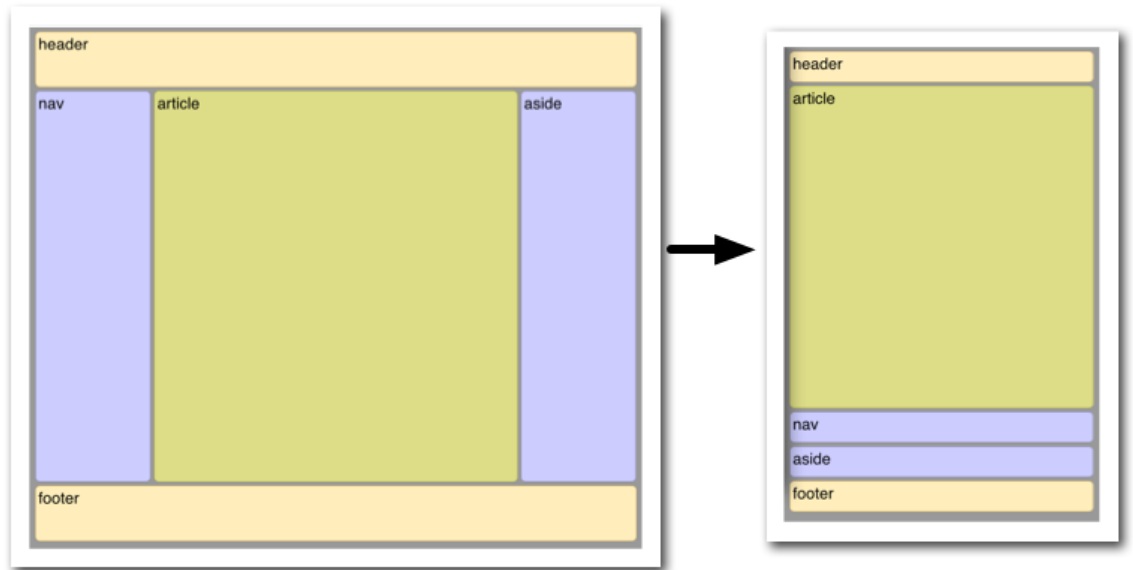 header
nav
article
aside
footer
header
article
nav
aside
footer